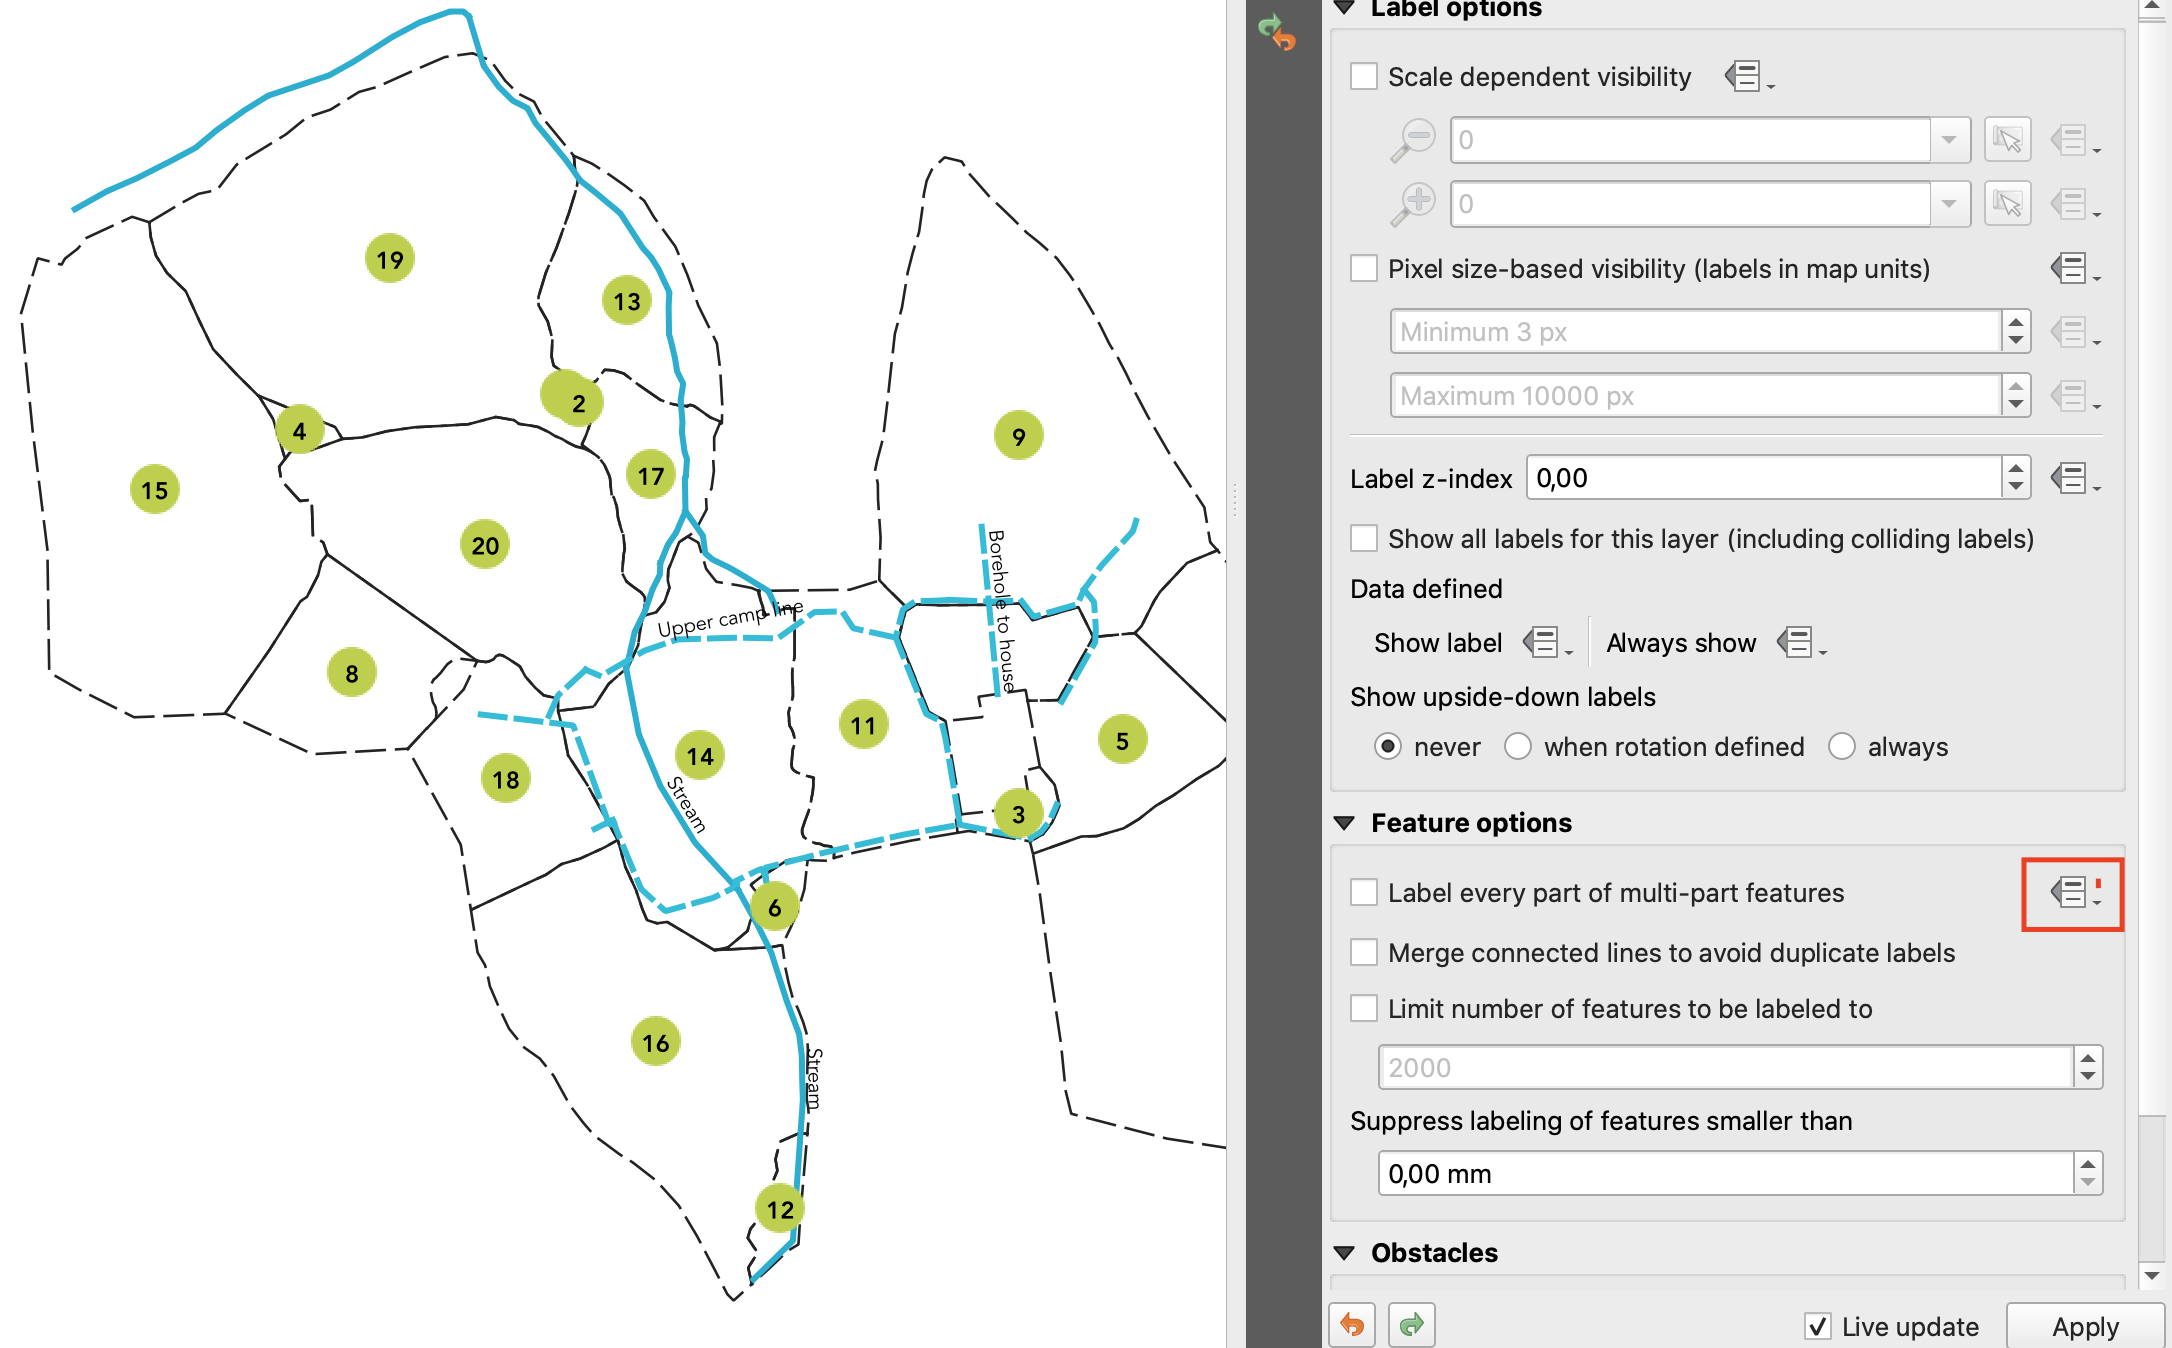 19
13
2
4
17
9
15
20
Borehole to house
Upper camp line
8
11
5
14
18
Stream
3
6
16
Stream
12
Label options
Scale dependent visibility
0
0
Pixel size-based visibility (labels in map units)
Minimum 3 px
Maximum 10000 px
Label z-index 0,00
Show all labels for this layer (including colliding labels)
Data defined
Show label Always show
Show upside-down labels
never when rotation defined always
Feature options
Label every part of multi-part features
Merge connected lines to avoid duplicate labels
Limit number of features to be labeled to
2000
Suppress labeling of features smaller than
0,00 mm
Obstacles
Live update Apply